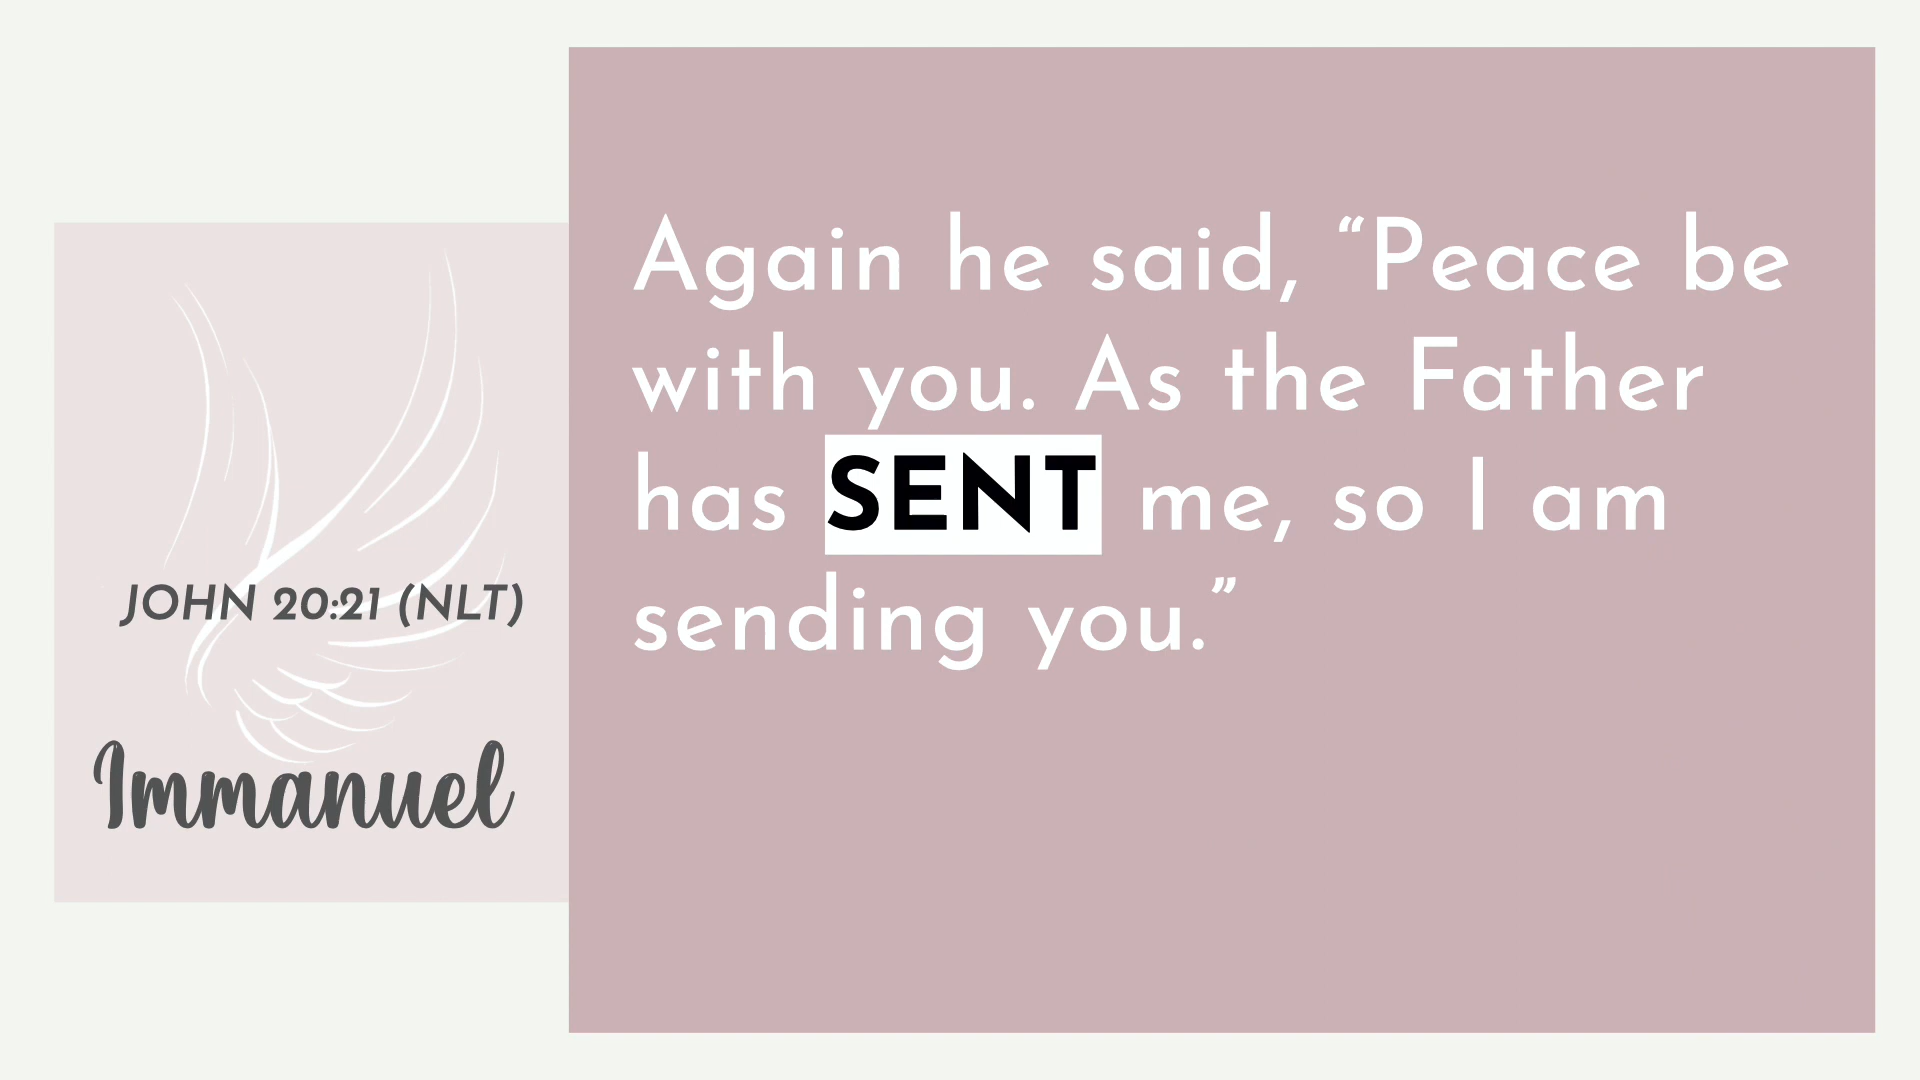 JOHN 20:21 (NLT)
Immanuel
Again he said, “Peace be
with you. As the Father
has SENT me, so I am
sending you.”